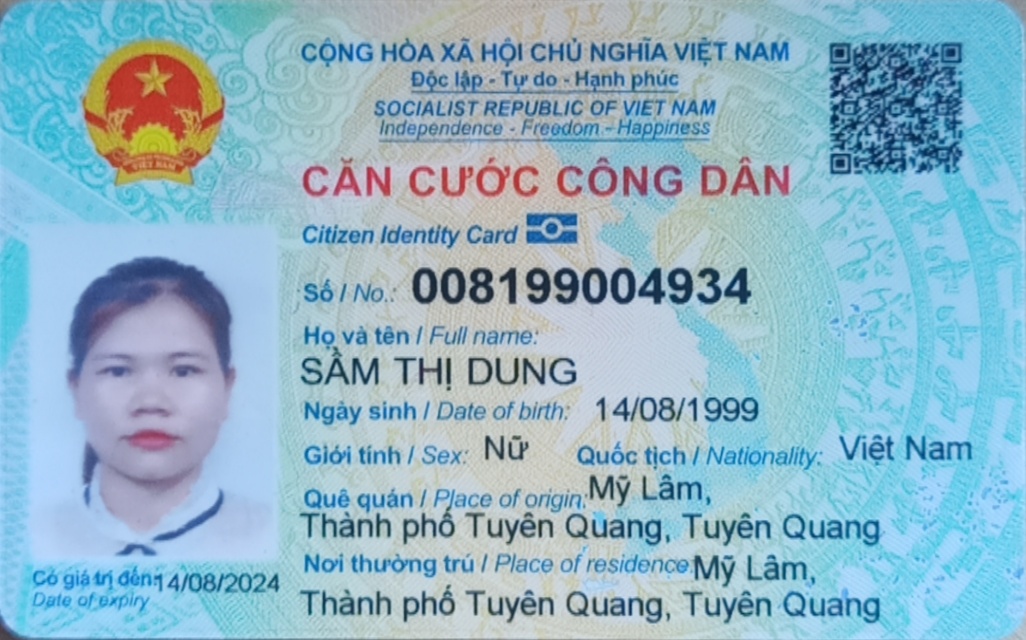 CỘNG HÒA XÃ HỘI CHỦ NGHĨA VIỆT NAM
Độc lập - Tự do - Hạnh phúc
SOCIALIST REPUBLIC OF VIET NAM
Independence - Freedom - Happiness
CĂN CƯỚC CÔNG DÂN
Citizen Identity Card
Số / No.: 008199004934
Họ và tên / Full name:
SẦM THỊ DUNG
Ngày sinh / Date of birth: 14/08/1999
Giới tính / Sex: Nữ Quốc tịch / Nationality: Việt Nam
Quê quán / Place of origin: Mỹ Lâm,
Thành phố Tuyên Quang, Tuyên Quang
Nơi thường trú / Place of residence: Mỹ Lâm,
Thành phố Tuyên Quang, Tuyên Quang
Có giá trị đến: 14/08/2024
Date of expiry
VIỆT NAM